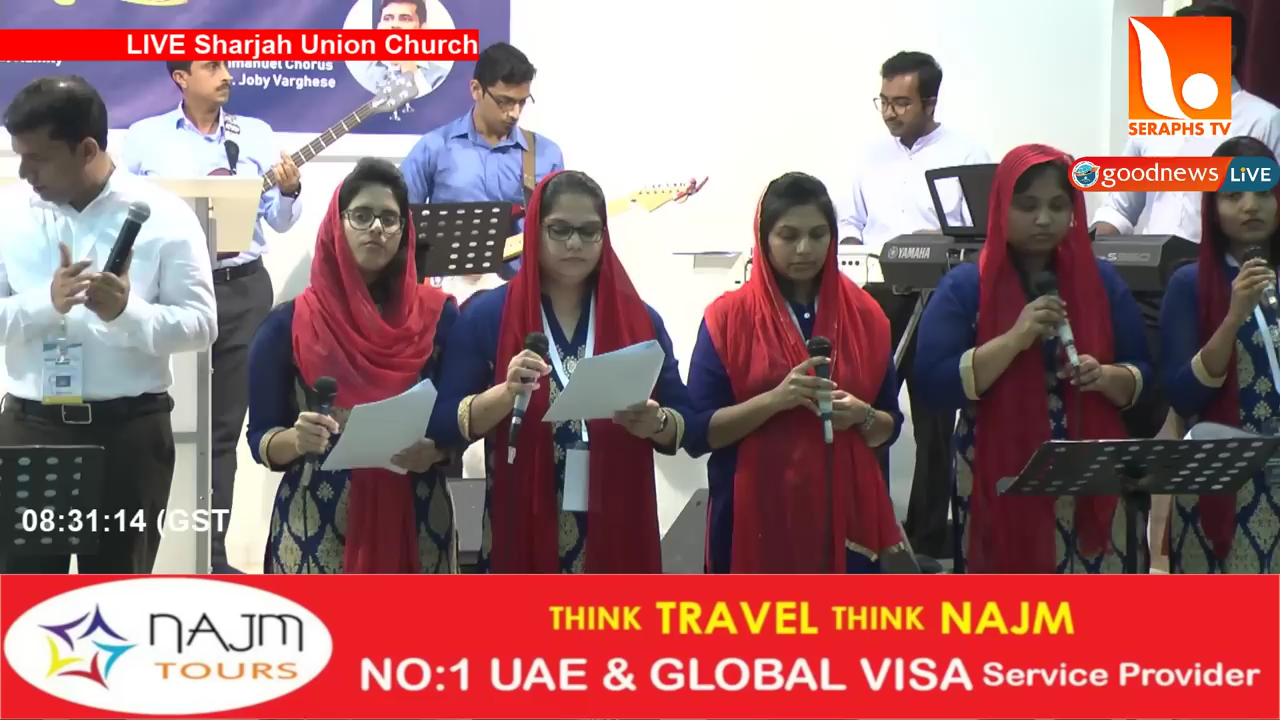 LIVE Sharjah Union Church
Chorus
. Joby Varghese
SERAPHS TV
goodnews LIVE
YAMAHA
08:31:14 (GST
NAJM
TOURS
THINK TRAVEL THINK NAJM
NO:1 UAE & GLOBAL VISA Service Provider